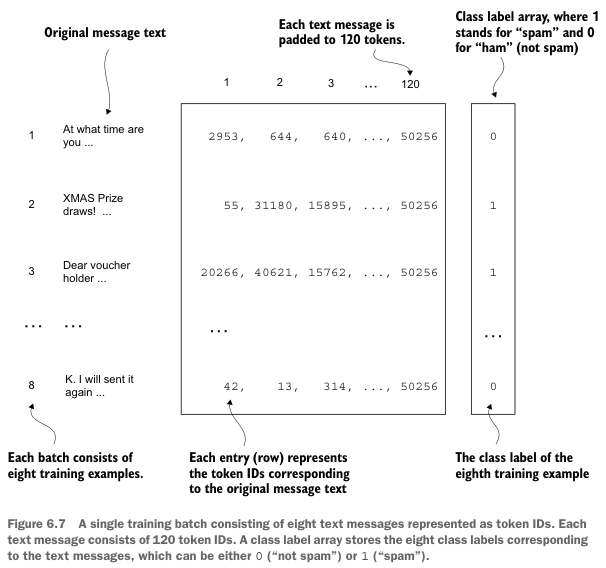 Original message text
Each text message is
padded to 120 tokens.
Class label array, where 1
stands for “spam” and 0
for “ham” (not spam)
1 2 3 ... 120
1 At what time are
you ...
2953, 644, 640, ..., 50256 0
2 XMAS Prize
draws! ...
55, 31180, 15895, ..., 50256 1
3 Dear voucher
holder ...
20266, 40621, 15762, ..., 50256 1
... ... ... ...
8 K. I will sent it
again ...
42, 13, 314, ..., 50256 0
Each batch consists of
eight training examples.
Each entry (row) represents
the token IDs corresponding
to the original message text
The class label of the
eighth training example
Figure 6.7 A single training batch consisting of eight text messages represented as token IDs. Each
text message consists of 120 token IDs. A class label array stores the eight class labels corresponding
to the text messages, which can be either 0 (“not spam”) or 1 (“spam”).